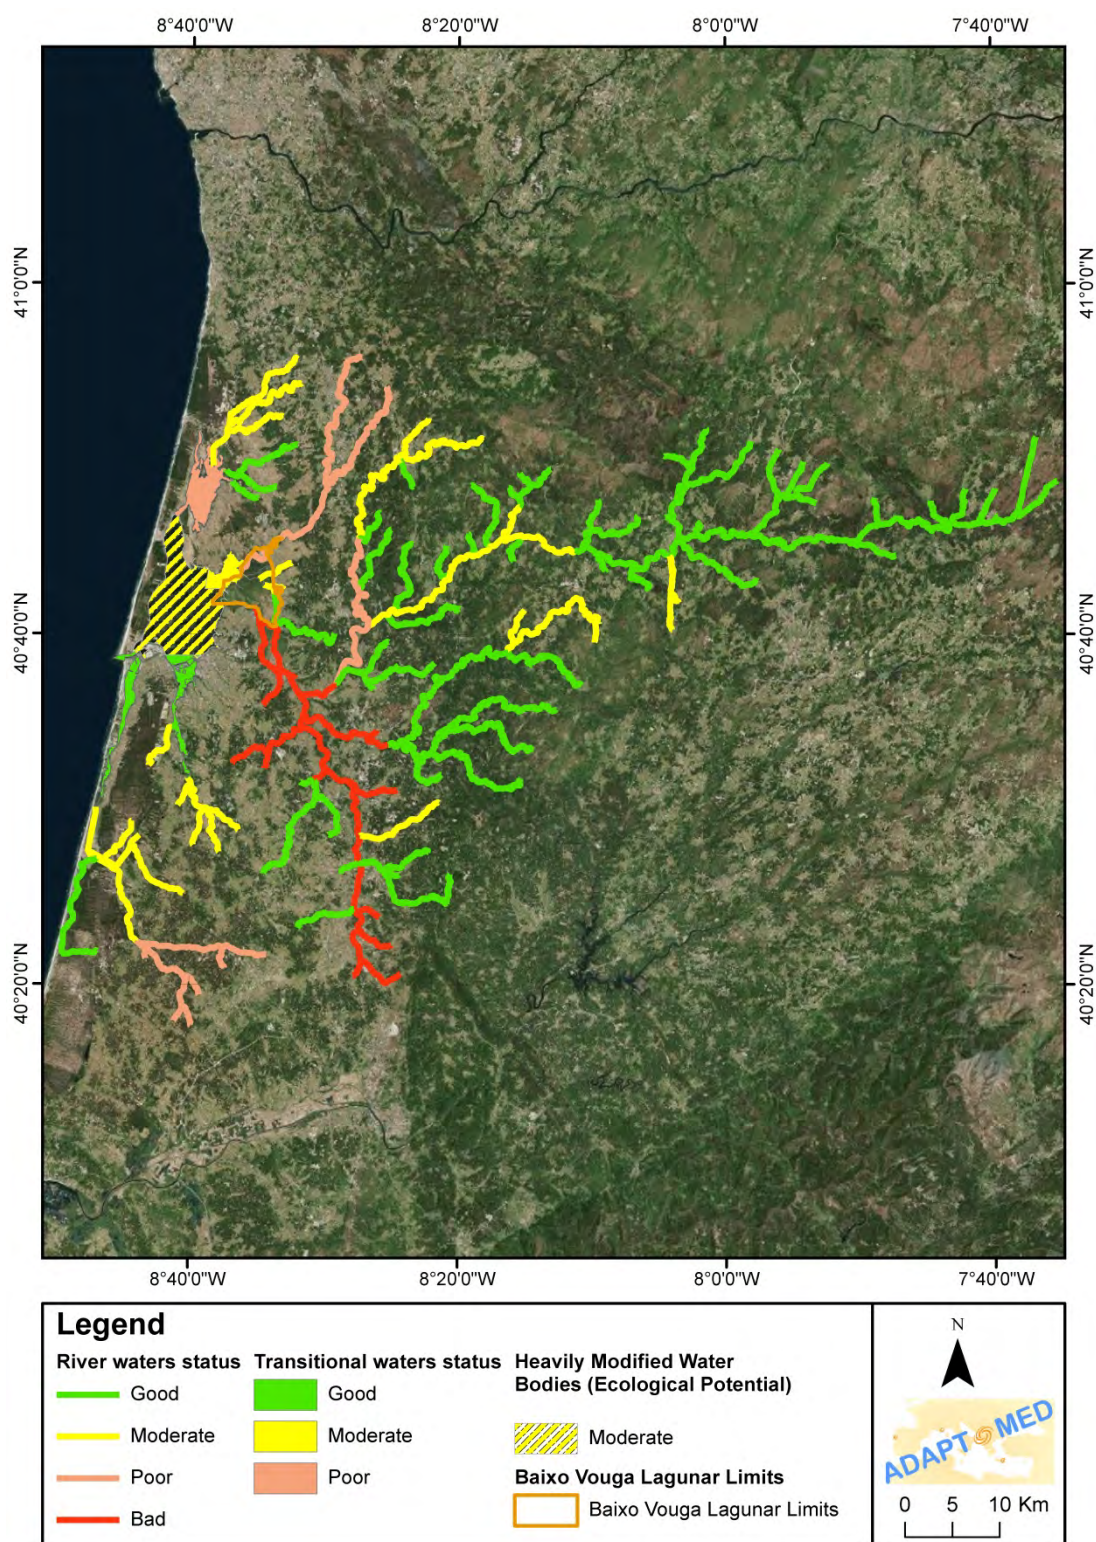 8°40'0"W 8°20'0"W 8°0'0"W 7°40'0"W
41°0'0"N 41°0'0"N
40°40'0"N 40°40'0"N
40°20'0"N 40°20'0"N
8°40'0"W 8°20'0"W 8°0'0"W 7°40'0"W
Legend
River waters status
Good
Moderate
Poor
Bad
Transitional waters status
Good
Moderate
Poor
Heavily Modified Water
Bodies (Ecological Potential)
Moderate
Baixo Vouga Lagunar Limits
Baixo Vouga Lagunar Limits
N
ADAPT MED
0 5 10 Km